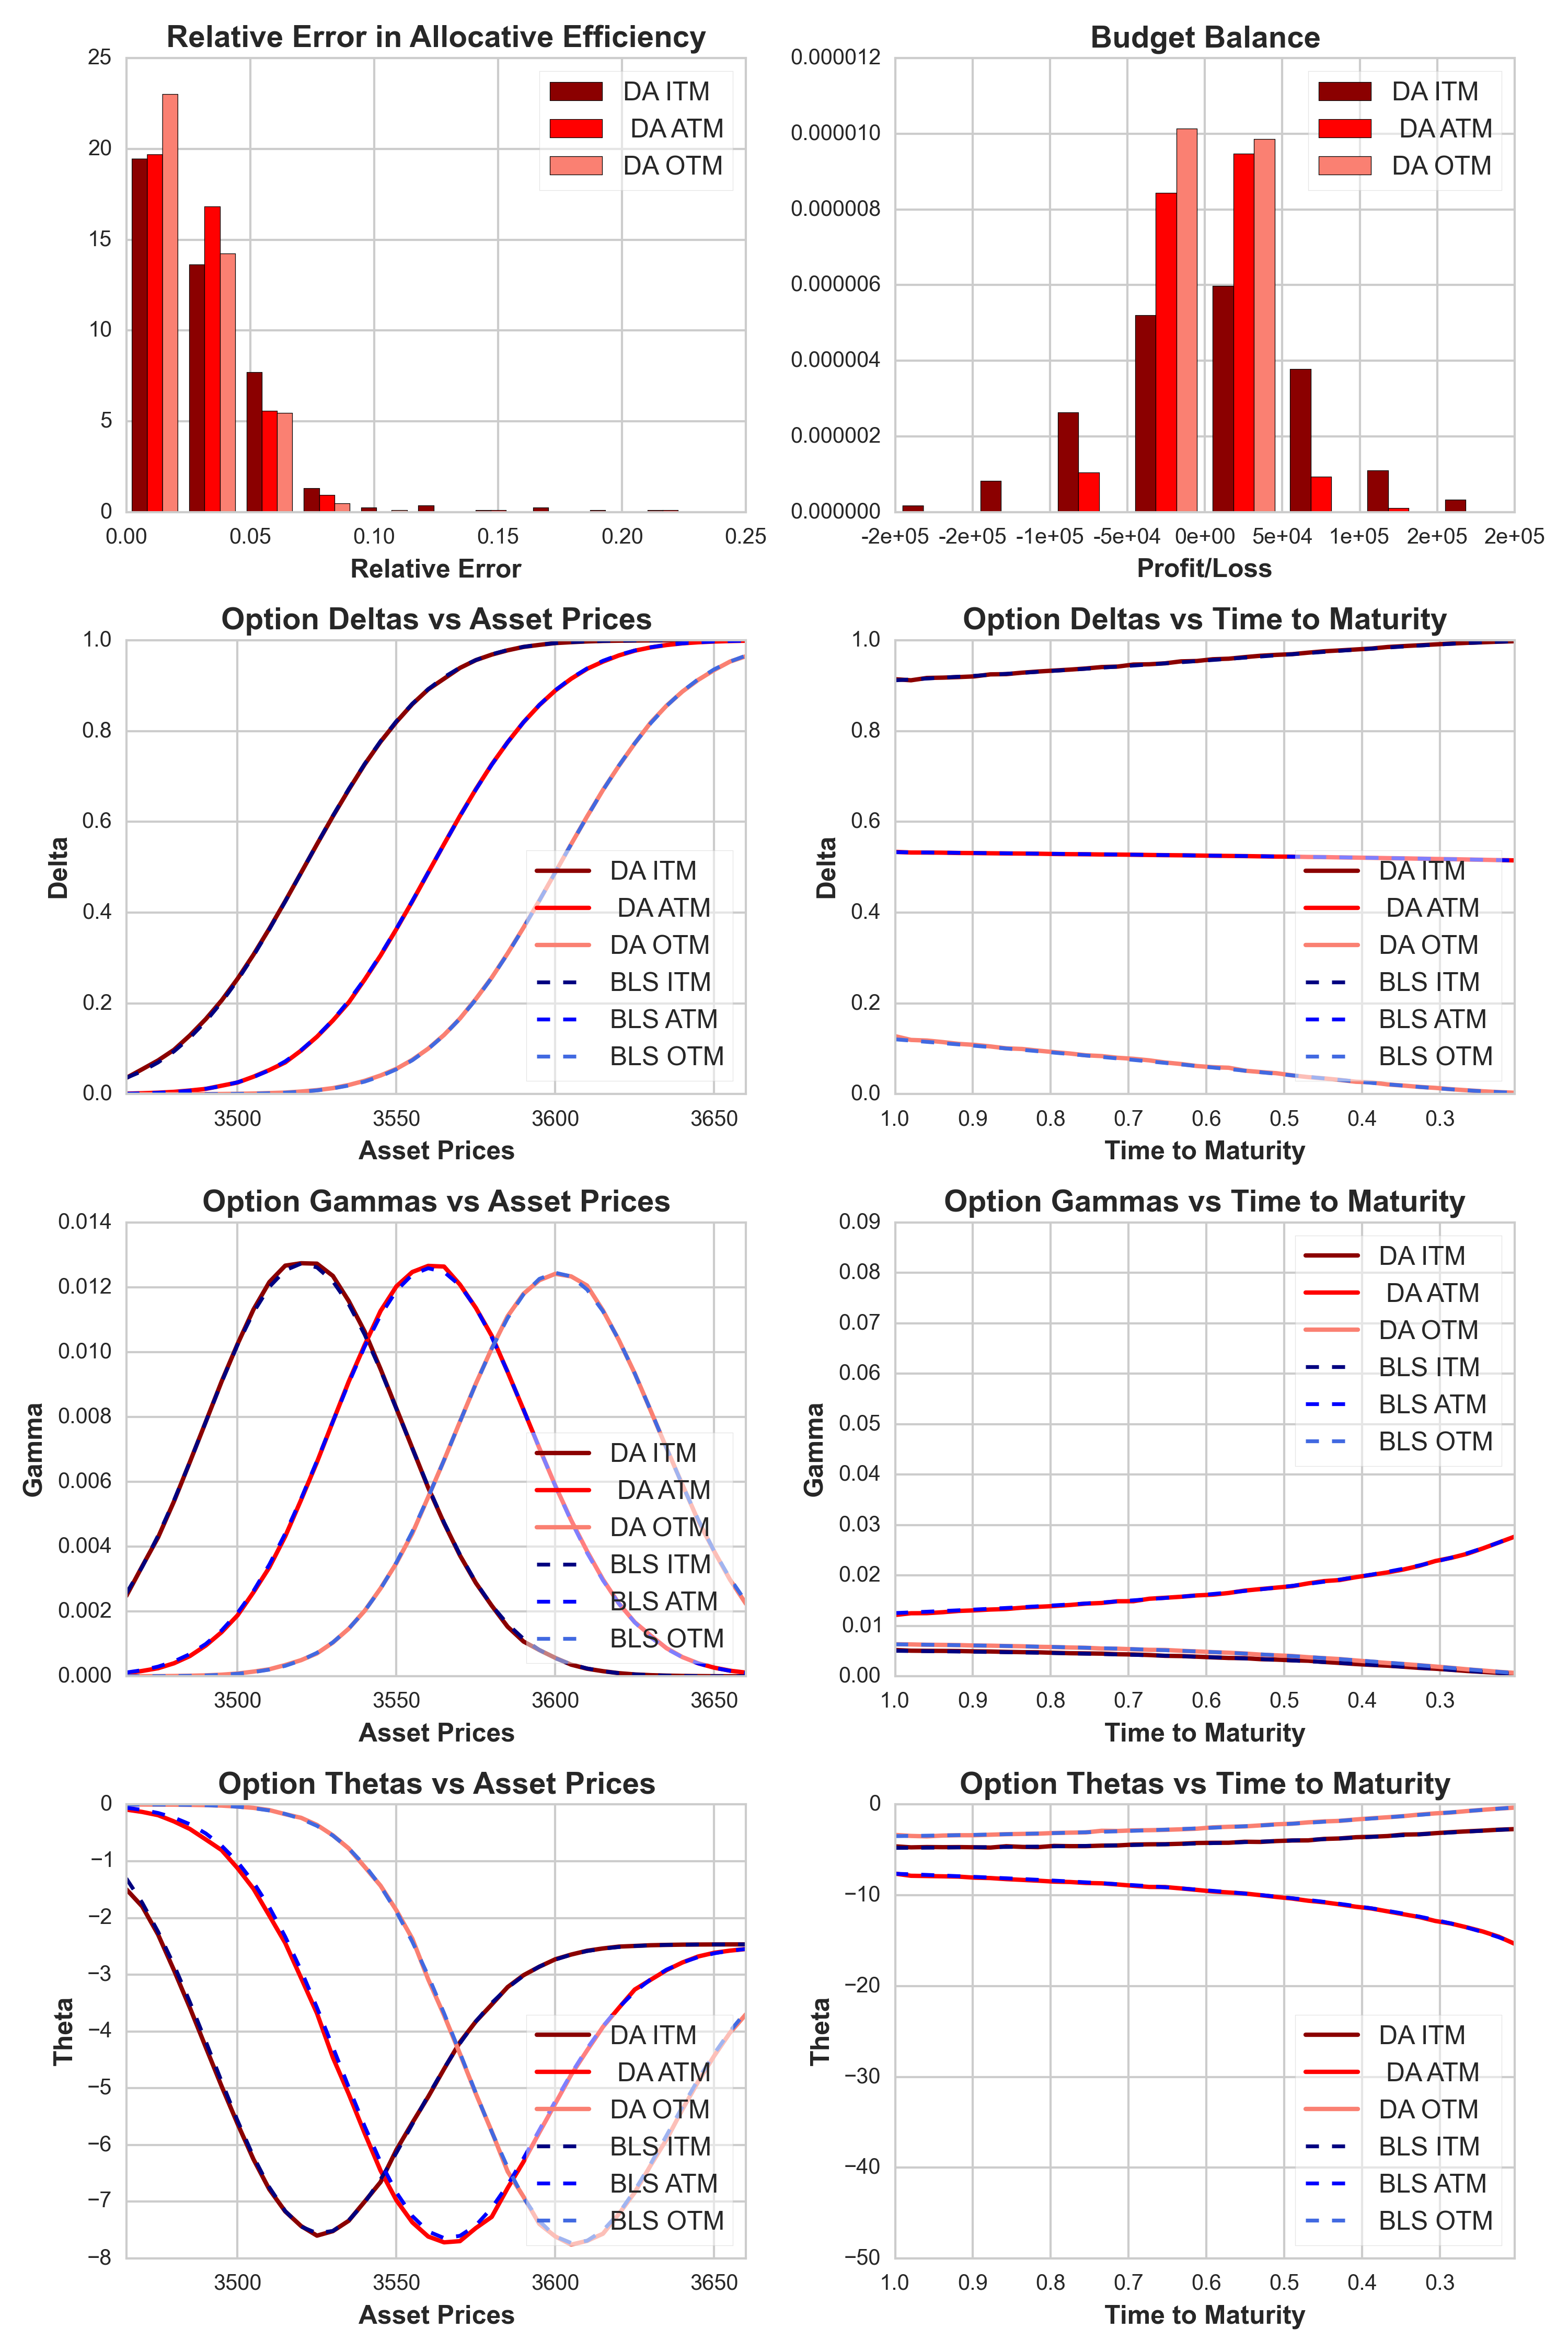 Relative Error in Allocative Efficiency
25
20
15
10
5
0
0.00 0.05 0.10 0.15 0.20 0.25
Relative Error
DA ITM
DA ATM
DA OTM
Budget Balance
0.000012
0.000010
0.000008
0.000006
0.000004
0.000002
0.000000
-2e+05 -2e+05 -1e+05 -5e+04 0e+00 5e+04 1e+05 2e+05 2e+05
Profit/Loss
DA ITM
DA ATM
DA OTM
Option Deltas vs Asset Prices
1.0
0.8
0.6
0.4
0.2
0.0
Delta
3500 3550 3600 3650
Asset Prices
DA ITM
DA ATM
DA OTM
BLS ITM
BLS ATM
BLS OTM
Option Deltas vs Time to Maturity
1.0
0.8
0.6
0.4
0.2
0.0
Delta
1.0 0.9 0.8 0.7 0.6 0.5 0.4 0.3
Time to Maturity
DA ITM
DA ATM
DA OTM
BLS ITM
BLS ATM
BLS OTM
Option Gammas vs Asset Prices
0.014
0.012
0.010
0.008
0.006
0.004
0.002
0.000
Gamma
3500 3550 3600 3650
Asset Prices
DA ITM
DA ATM
DA OTM
BLS ITM
BLS ATM
BLS OTM
Option Gammas vs Time to Maturity
0.09
0.08
0.07
0.06
0.05
0.04
0.03
0.02
0.01
0.00
Gamma
1.0 0.9 0.8 0.7 0.6 0.5 0.4 0.3
Time to Maturity
DA ITM
DA ATM
DA OTM
BLS ITM
BLS ATM
BLS OTM
Option Thetas vs Asset Prices
0
−1
−2
−3
−4
−5
−6
−7
−8
Theta
3500 3550 3600 3650
Asset Prices
DA ITM
DA ATM
DA OTM
BLS ITM
BLS ATM
BLS OTM
Option Thetas vs Time to Maturity
0
−10
−20
−30
−40
−50
Theta
1.0 0.9 0.8 0.7 0.6 0.5 0.4 0.3
Time to Maturity
DA ITM
DA ATM
DA OTM
BLS ITM
BLS ATM
BLS OTM